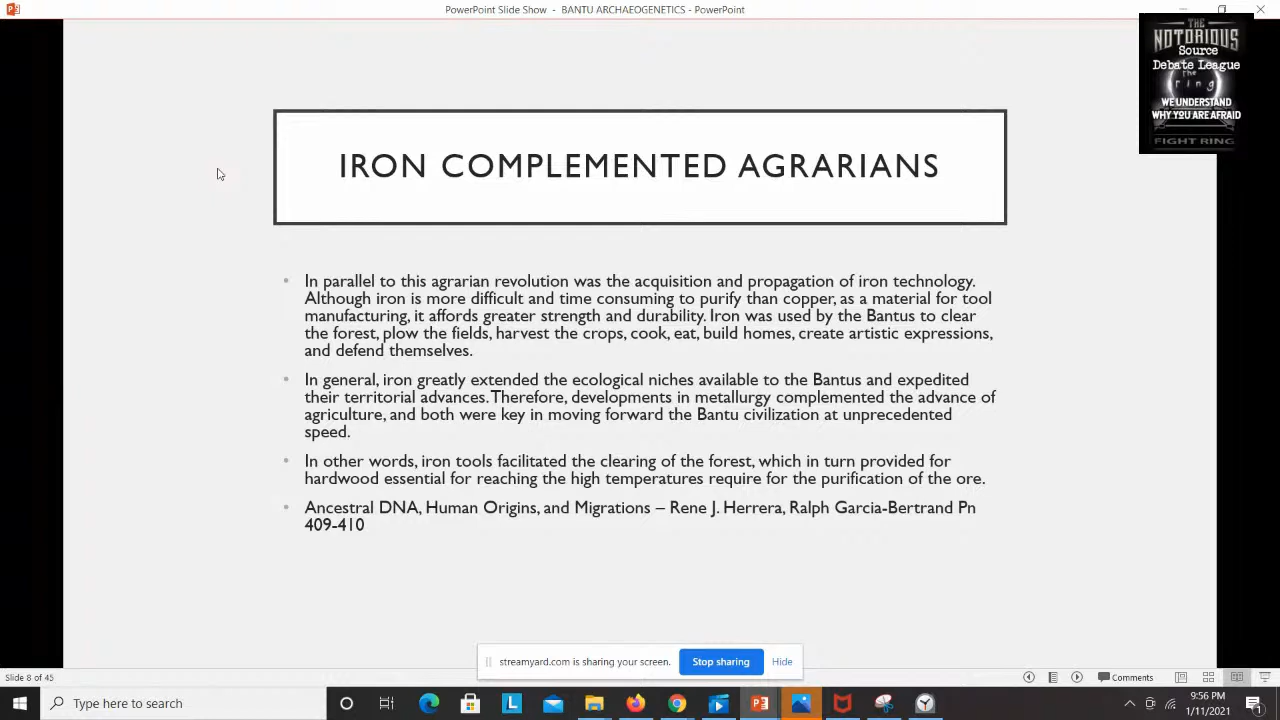 PowerPoint Slide Show - BANTU ARCHAEOGENETICS - PowerPoint
THE
NOTORIOUS
Source
Debate League
the
ring
WE UNDERSTAND
WHY YOU ARE AFRAID
FIGHT RING
IRON COMPLEMENTED AGRARIANS
• In parallel to this agrarian revolution was the acquisition and propagation of iron technology.
Although iron is more difficult and time consuming to purify than copper, as a material for tool
manufacturing, it affords greater strength and durability. Iron was used by the Bantus to clear
the forest, plow the fields, harvest the crops, cook, eat, build homes, create artistic expressions,
and defend themselves.
• In general, iron greatly extended the ecological niches available to the Bantus and expedited
their territorial advances. Therefore, developments in metallurgy complemented the advance of
agriculture, and both were key in moving forward the Bantu civilization at unprecedented
speed.
• In other words, iron tools facilitated the clearing of the forest, which in turn provided for
hardwood essential for reaching the high temperatures require for the purification of the ore.
• Ancestral DNA, Human Origins, and Migrations – Rene J. Herrera, Ralph Garcia-Bertrand Pn
409-410
streamyard.com is sharing your screen.
Stop sharing
Hide
Slide 8 of 45
Comments
Type here to search
9:56 PM
1/11/2021